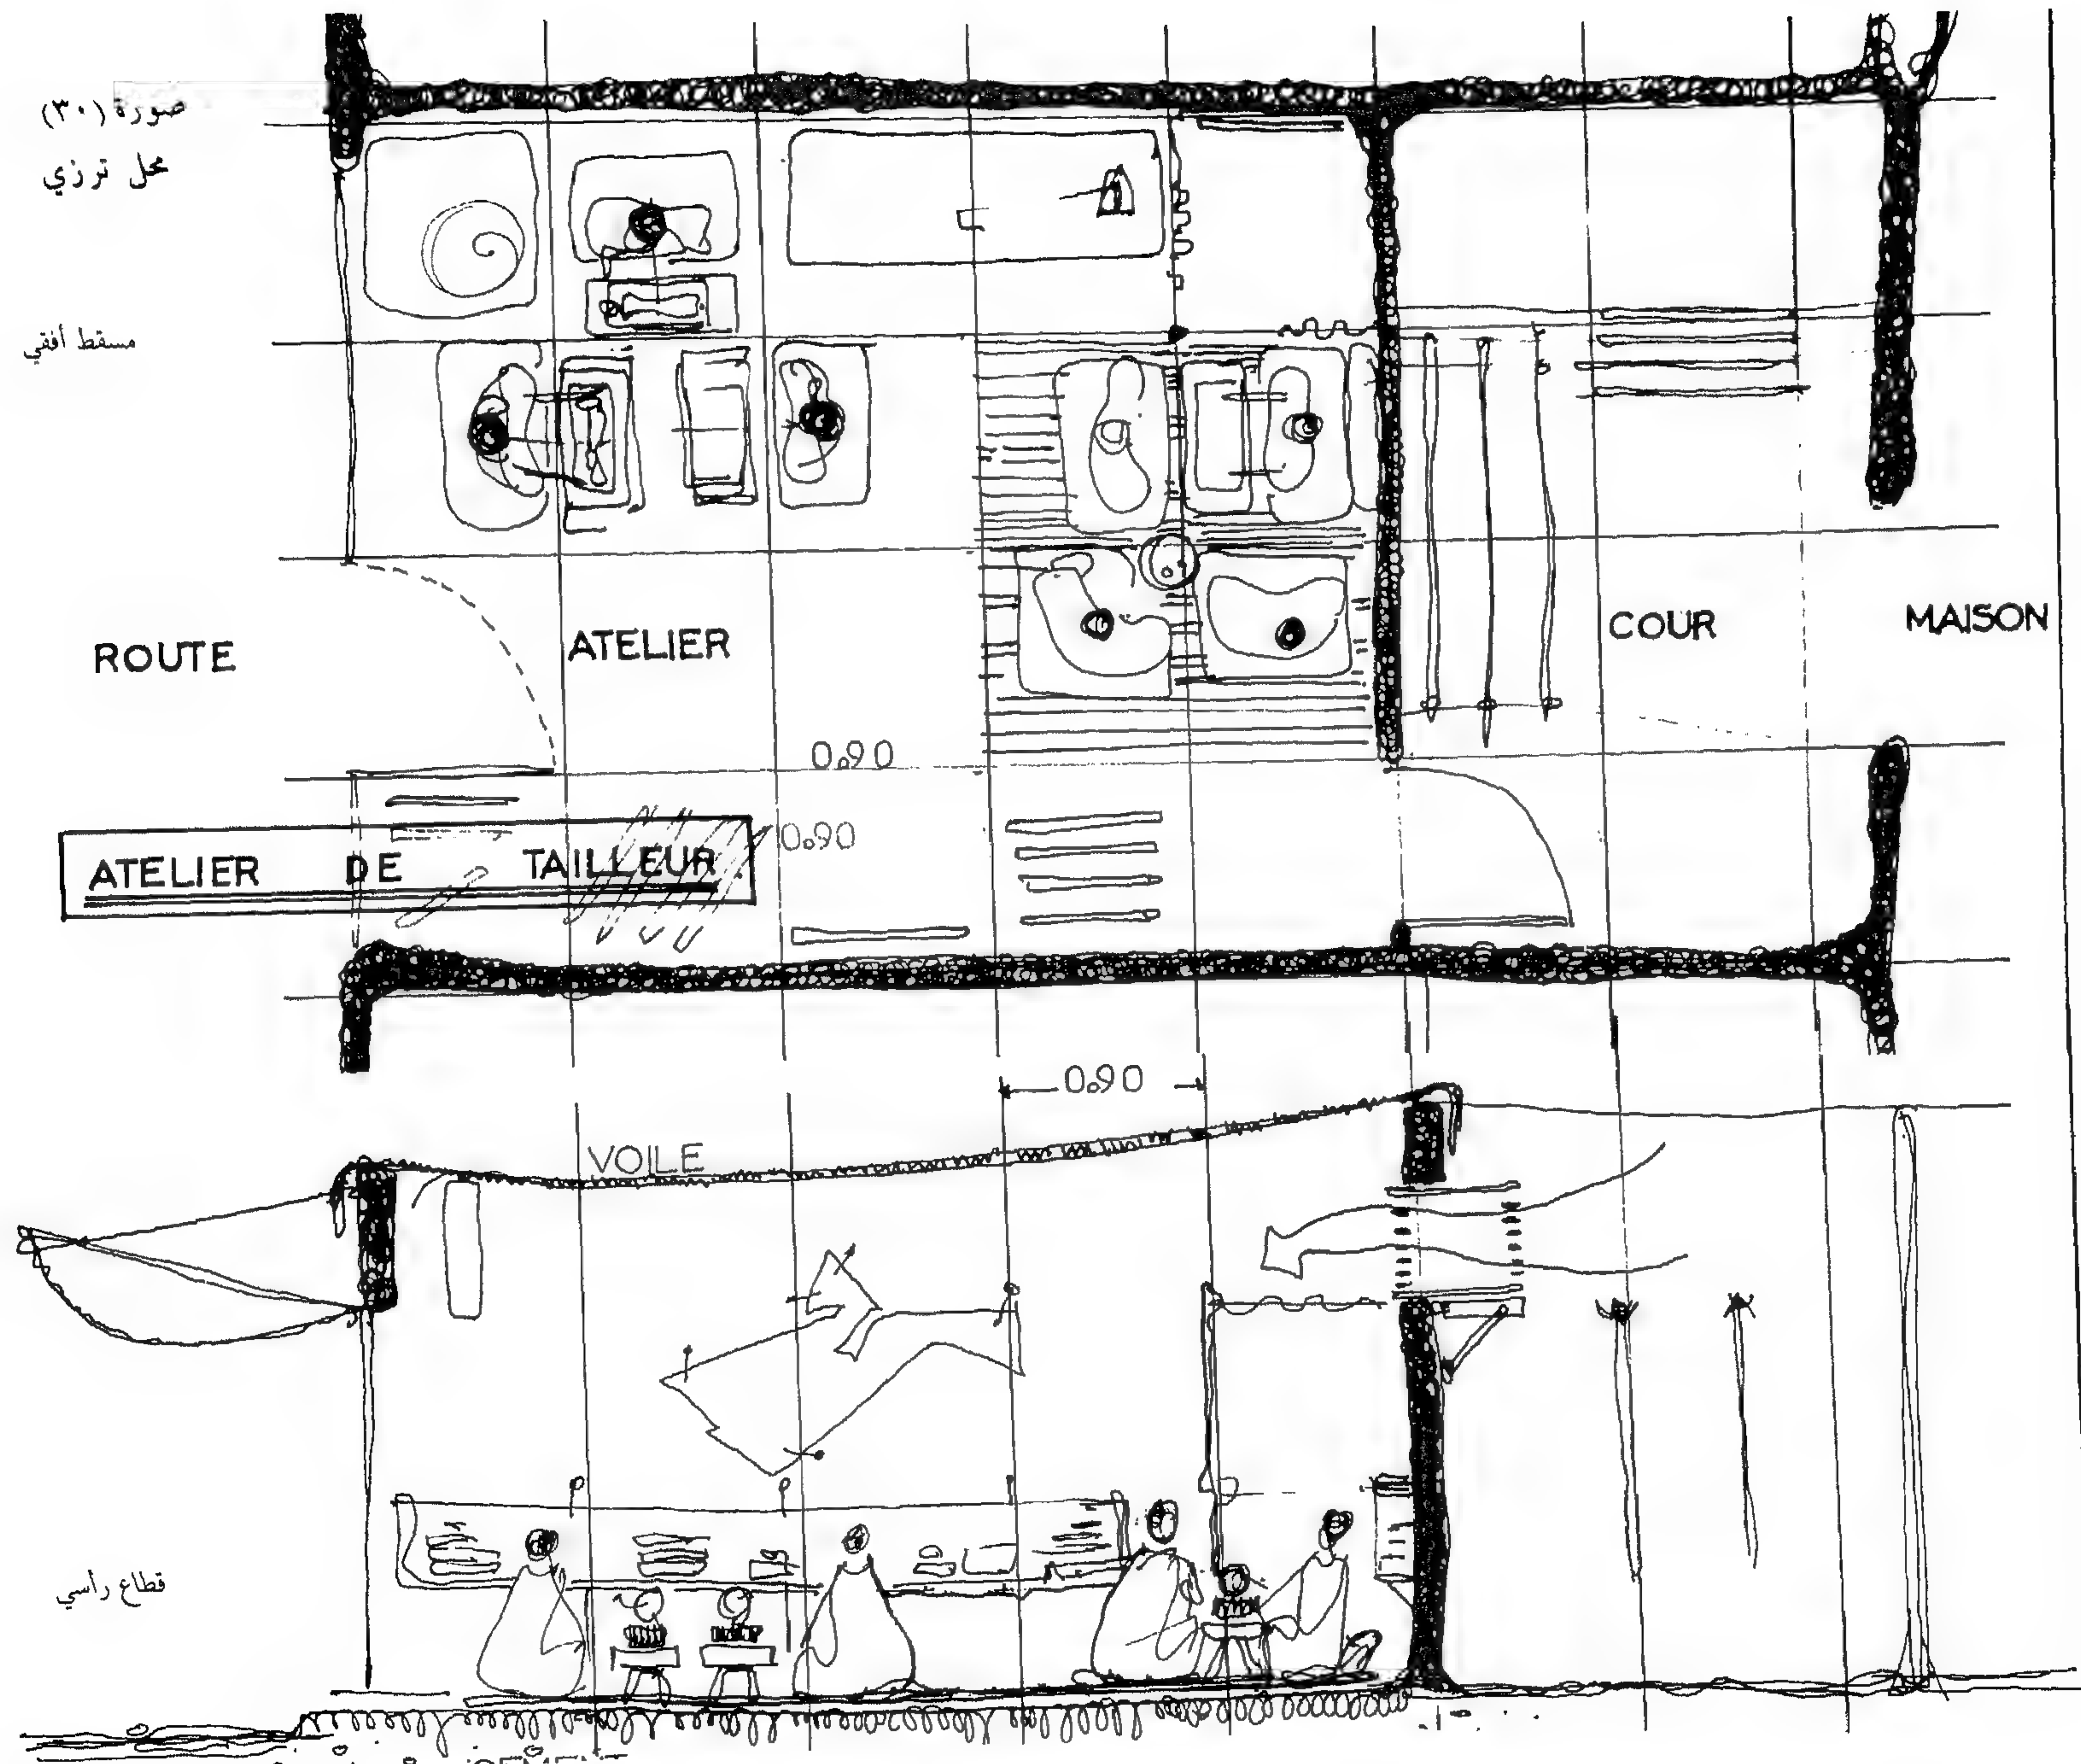 صورة (٣٠)
محل ترزي
مسقط أفقي
ROUTE
ATELIER
COUR
MAISON
0.90
0.90
ATELIER DE TAILLEUR
0.90
VOILE
قطاع رأسي